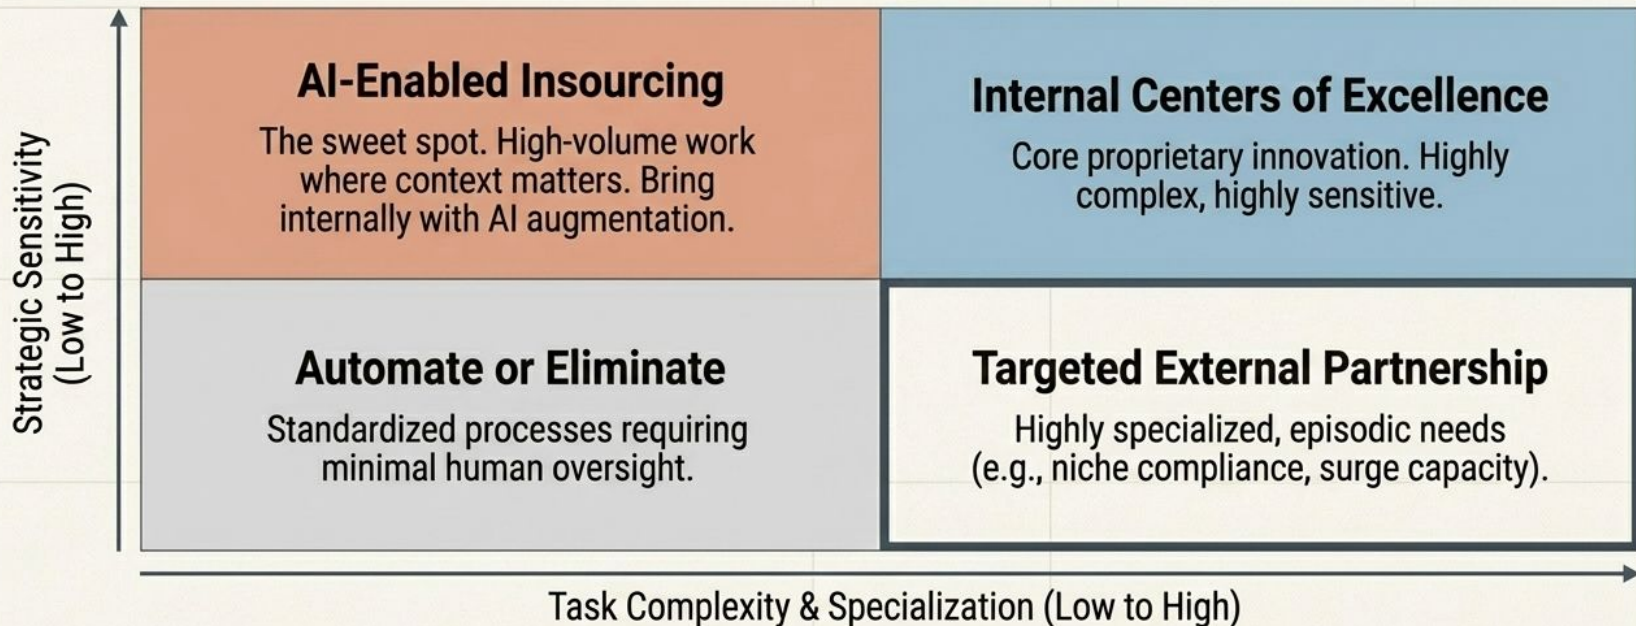 Strategic Sensitivity
(Low to High)
AI-Enabled Insourcing
The sweet spot. High-volume work
where context matters. Bring
internally with AI augmentation.
Internal Centers of Excellence
Core proprietary innovation. Highly
complex, highly sensitive.
Automate or Eliminate
Standardized processes requiring
minimal human oversight.
Targeted External Partnership
Highly specialized, episodic needs
(e.g., niche compliance, surge capacity).
Task Complexity & Specialization (Low to High)